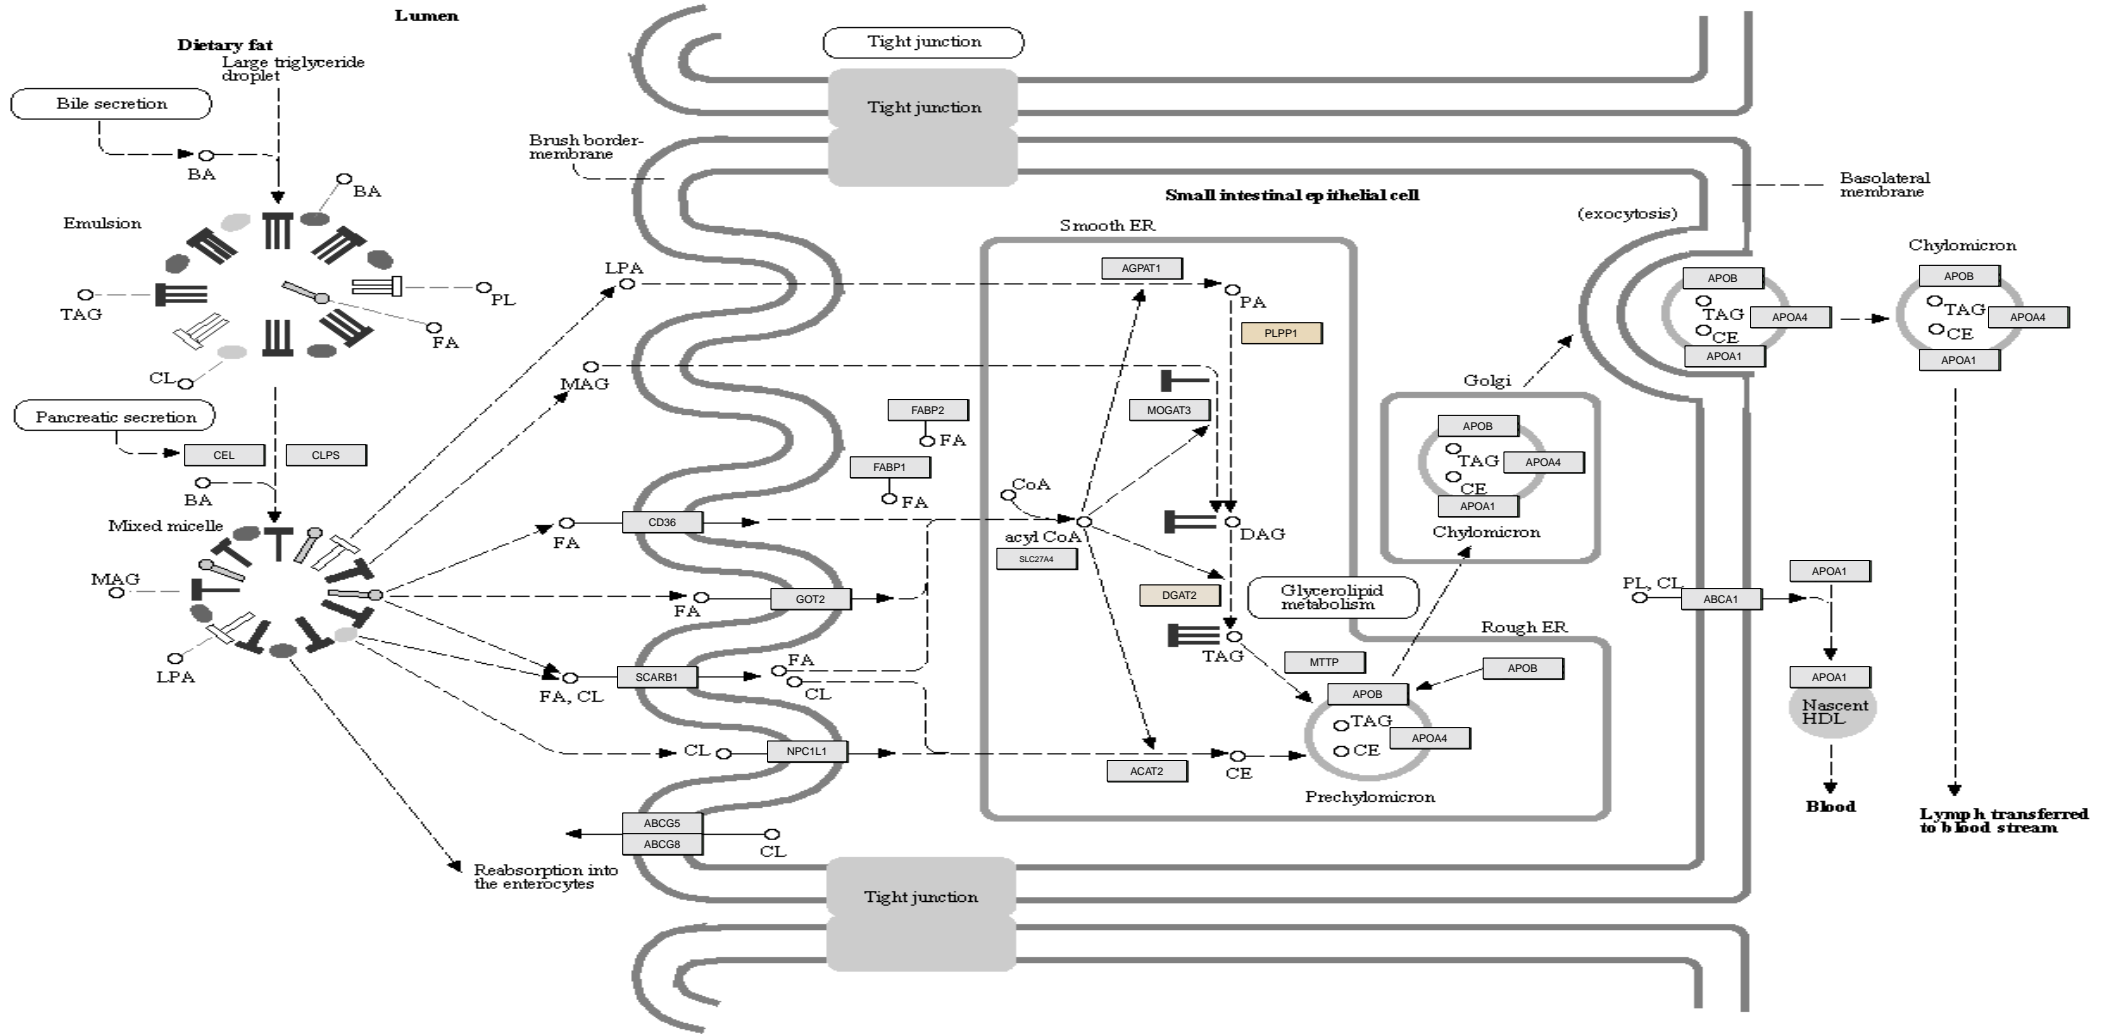 Lumen
Dietary fat
Large triglyceride
droplet
Bile secretion
BA
BA
Emulsion
TAG
PL
FA
CL
Pancreatic secretion
CEL
CLPS
BA
Mixed micelle
MAG
LPA
Reabsorption into
the enterocytes
Tight junction
Tight junction
Brush border-
membrane
LPA
MAG
FA
CD36
FA
GOT2
FA, CL
SCARB1
FA
CL
CL
NPC1L1
ABCG5
ABCG8
CL
Tight junction
FABP2
FA
FABP1
FA
Small intestinal epithelial cell
Smooth ER
AGPAT1
PA
PLPP1
MOGAT3
CoA
acyl CoA
SLC27A4
DAG
DGAT2
Glycerolipid
metabolism
TAG
MTTP
Rough ER
APOB
APOB
TAG
APOA4
CE
Prechylomicron
ACAT2
CE
Golgi
APOB
TAG
APOA4
CE
APOA1
Chylomicron
(exocytosis)
Basolateral
membrane
APOB
TAG
APOA4
CE
APOA1
Chylomicron
APOB
TAG
APOA4
CE
APOA1
PL, CL
ABCA1
APOA1
APOA1
Nascent
HDL
Blood
Lymph transferred
to blood stream